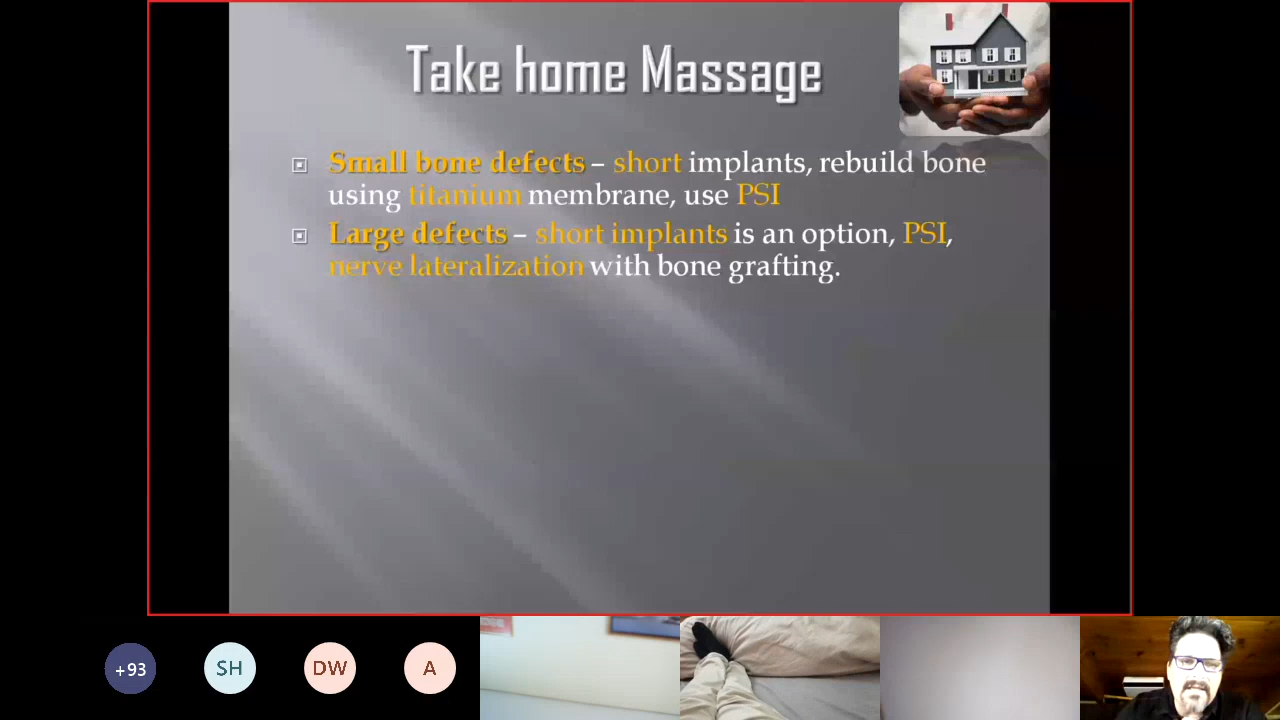 Take home Massage
Small bone defects – short implants, rebuild bone
using titanium membrane, use PSI
Large defects – short implants is an option, PSI,
nerve lateralization with bone grafting.
+93
SH
DW
A